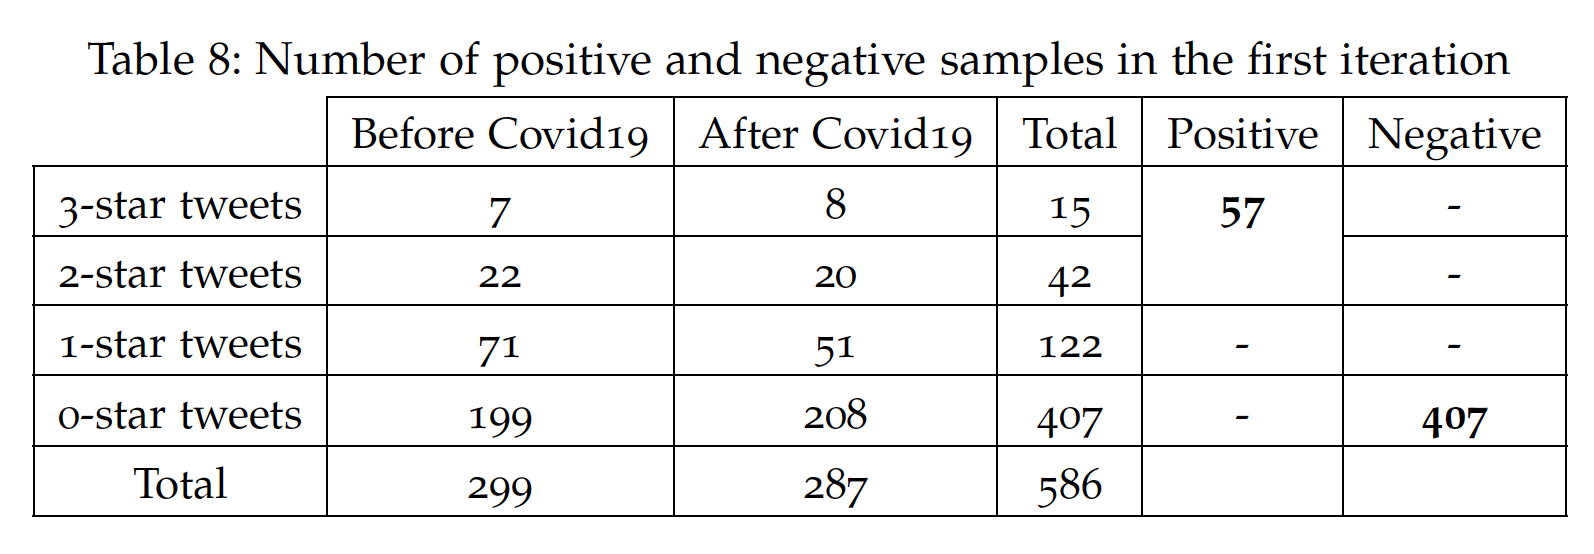 Table 8: Number of positive and negative samples in the first iteration
Before Covid19 After Covid19 Total Positive Negative
3-star tweets 7 8 15 57 -
2-star tweets 22 20 42 -
1-star tweets 71 51 122 - -
0-star tweets 199 208 407 - 407
Total 299 287 586